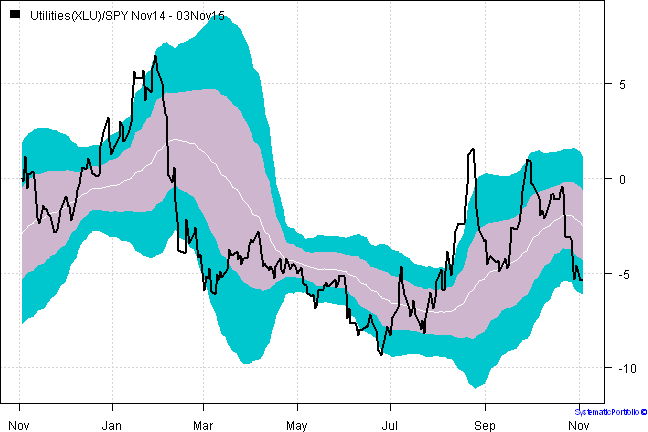 Utilities(XLU)/SPY Nov14 - 03Nov15
5
0
-5
-10
SystematicPortfolio ©
Nov Jan Mar May Jul Sep Nov